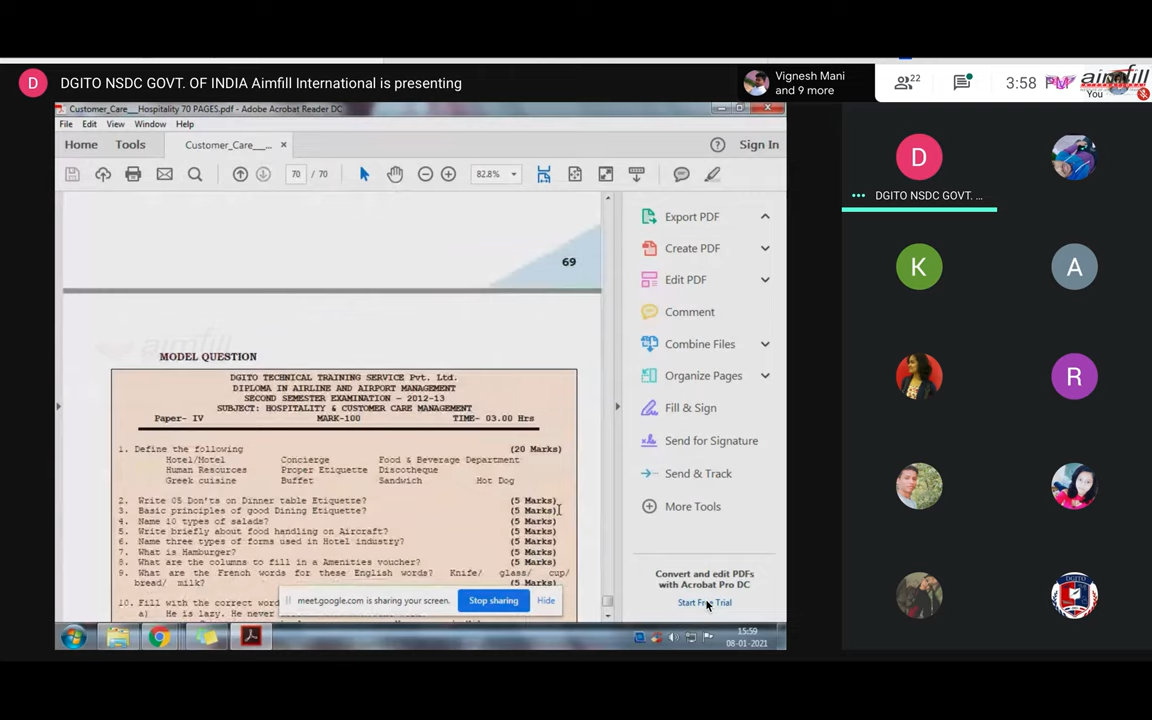 D DGITO NSDC GOVT. OF INDIA Aimfill International is presenting
Vignesh Mani
and 9 more
22
3:58 PM
aimfill
You
Customer_Care__Hospitality 70 PAGES.pdf - Adobe Acrobat Reader DC
File Edit View Window Help
Home Tools Customer_Care___... × Sign In
70 / 70 82.8%
69
aimfill
MODEL QUESTION
DGITO TECHNICAL TRAINING SERVICE Pvt. Ltd.
DIPLOMA IN AIRLINE AND AIRPORT MANAGEMENT
SECOND SEMESTER EXAMINATION – 2012-13
SUBJECT: HOSPITALITY & CUSTOMER CARE MANAGEMENT
Paper- IV MARK-100 TIME- 03.00 Hrs
1. Define the following (20 Marks)
Hotel/Motel Concierge Food & Beverage Department
Human Resources Proper Etiquette Discotheque
Greek cuisine Buffet Sandwich Hot Dog
2. Write 05 Don'ts on Dinner table Etiquette? (5 Marks)
3. Basic principles of good Dining Etiquette? (5 Marks)
4. Name 10 types of salads? (5 Marks)
5. Write briefly about food handling on Aircraft? (5 Marks)
6. Name three types of forms used in Hotel industry? (5 Marks)
7. What is Hamburger? (5 Marks)
8. What are the columns to fill in a Amenities voucher? (5 Marks)
9. What are the French words for these English words? Knife/ glass/ cup/
bread/ milk? (5 Marks)
10. Fill with the correct word
a) He is lazy. He never
meet.google.com is sharing your screen. Stop sharing Hide
Export PDF
Create PDF
Edit PDF
Comment
Combine Files
Organize Pages
Fill & Sign
Send for Signature
Send & Track
More Tools
Convert and edit PDFs
with Acrobat Pro DC
Start Free Trial
15:59
08-01-2021
D
DGITO NSDC GOVT. ...
K
A
R
DGITO